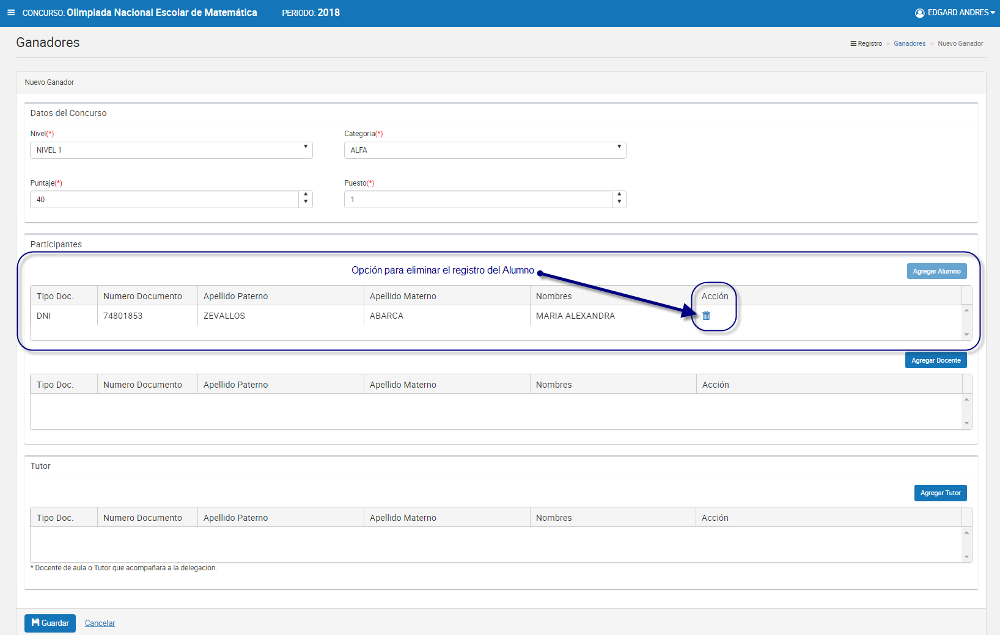 CONCURSO: Olimpiada Nacional Escolar de Matemática PERIODO: 2018 EDGARD ANDRES
Ganadores
Registro > Ganadores > Nuevo Ganador
Nuevo Ganador
Datos del Concurso
Nivel(*) Categoria(*)
NIVEL 1 ALFA
Puntaje(*) Puesto(*)
40 1
Participantes
Opción para eliminar el registro del Alumno Agregar Alumno
Tipo Doc. Numero Documento Apellido Paterno Apellido Materno Nombres Acción
DNI 74801853 ZEVALLOS ABARCA MARIA ALEXANDRA
Agregar Docente
Tipo Doc. Numero Documento Apellido Paterno Apellido Materno Nombres Acción
Tutor
Agregar Tutor
Tipo Doc. Numero Documento Apellido Paterno Apellido Materno Nombres Acción
* Docente de aula o Tutor que acompañará a la delegación.
Guardar Cancelar